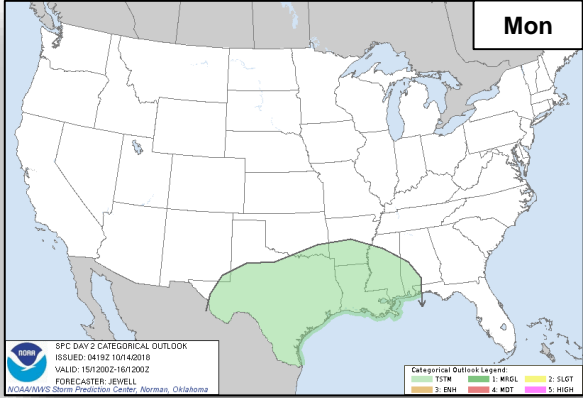 Mon
NOAA
SPC DAY 2 CATEGORICAL OUTLOOK
ISSUED: 0419Z 10/14/2018
VALID: 15/1200Z-16/1200Z
FORECASTER: JEWELL
NOAA/NWS Storm Prediction Center, Norman, Oklahoma
Categorical Outlook Legend:
TSTM 1: MRGL 2: SLGT
3: ENH 4: MDT 5: HIGH